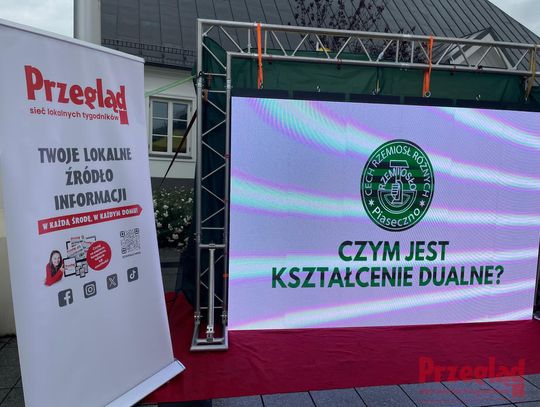 Przegląd
sieć lokalnych tygodników
TWOJE LOKALNE
ŹRÓDŁO
INFORMACJI
W KAŻDĄ ŚRODĘ, W KAŻDYM DOMU!
CECH RZEMIOSŁ RÓŻNYCH
RZEMIOSŁO
Piaseczno
CZYM JEST
KSZTAŁCENIE DUALNE?
Przegląd